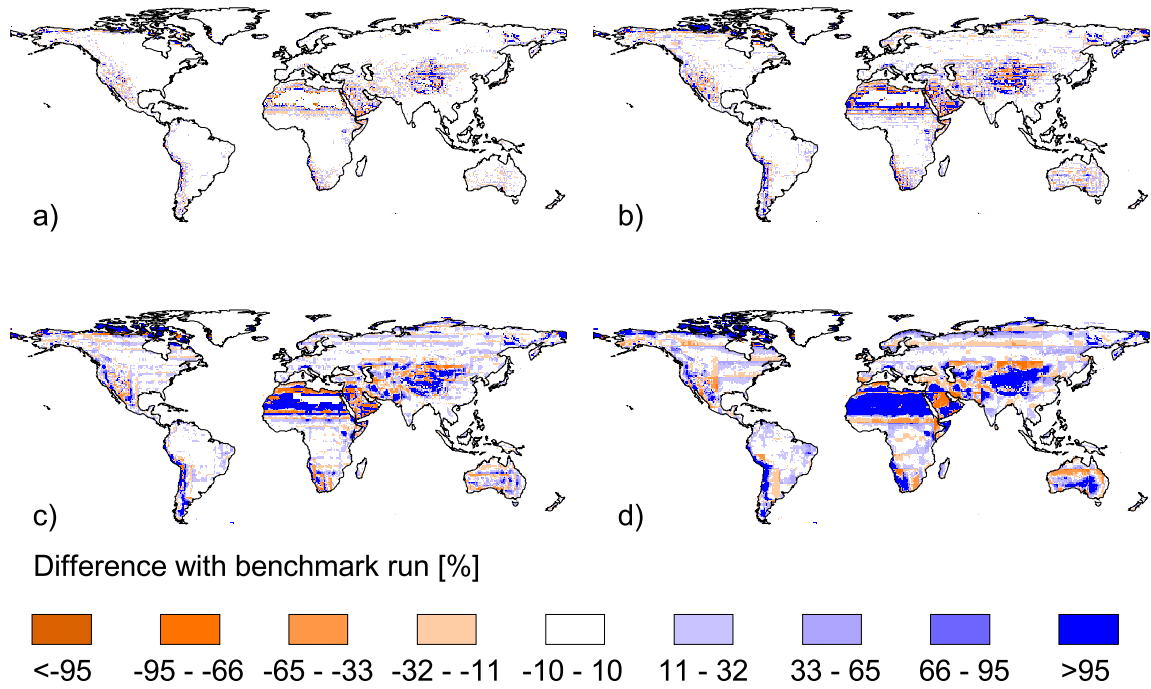 a)
b)
c)
d)
Difference with benchmark run [%]
<-95 -95 - -66 -65 - -33 -32 - -11 -10 - 10 11 - 32 33 - 65 66 - 95 >95